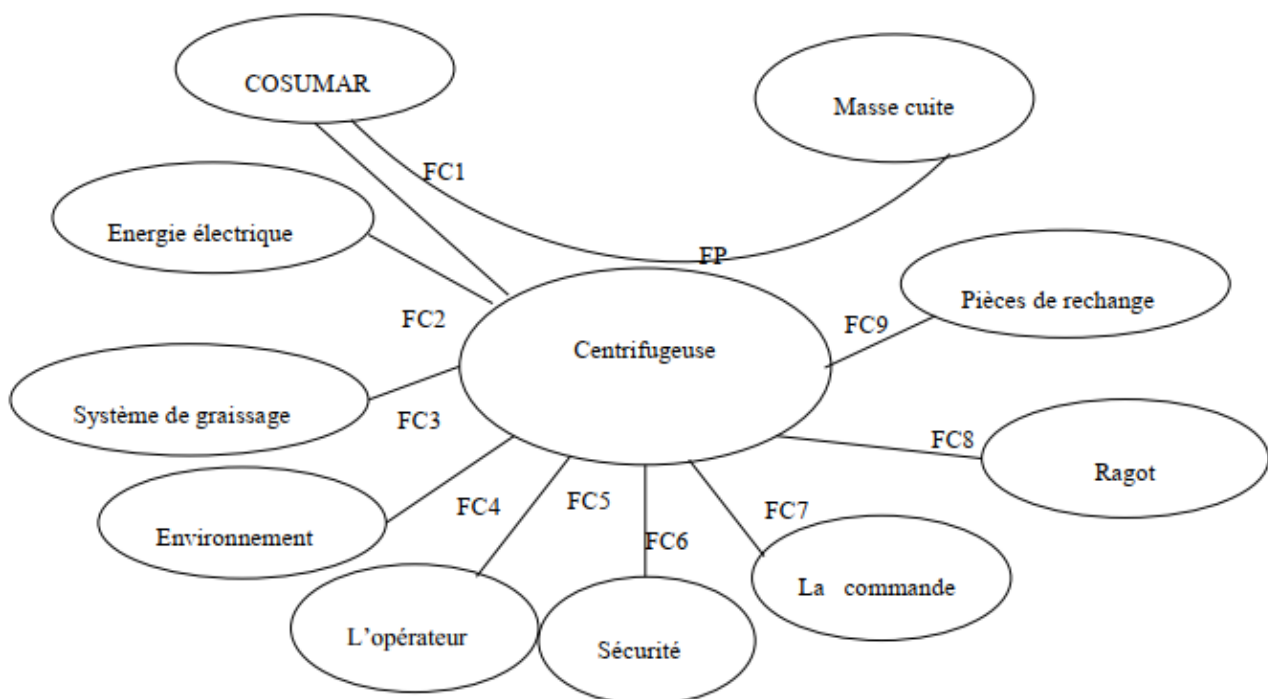 COSUMAR
Masse cuite
FC1
Energie électrique
FP
Pièces de rechange
FC2
FC9
Centrifugeuse
Système de graissage
FC3
FC8
Ragot
FC4
FC5
FC7
Environnement
FC6
La commande
L’opérateur
Sécurité